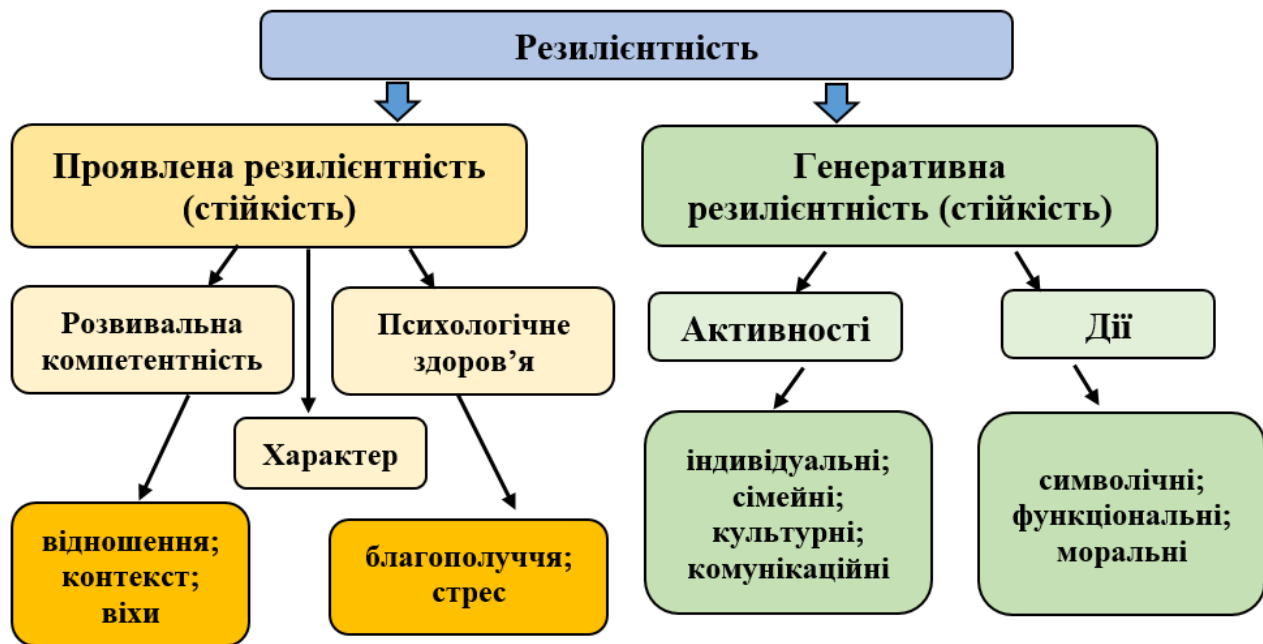 Резилієнтність
Проявлена резилієнтність
(стійкість)
Генеративна
резилієнтність (стійкість)
Розвивальна
компетентність
Психологічне
здоров’я
Активності
Дії
Характер
відношення;
контекст;
віхи
благополуччя;
стрес
індивідуальні;
сімейні;
культурні;
комунікаційні
символічні;
функціональні;
моральні